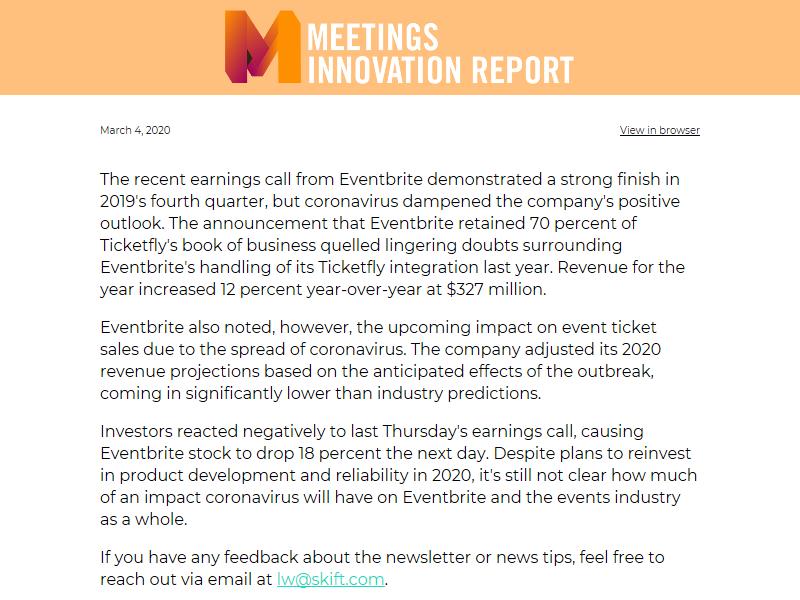 MEETINGS
INNOVATION REPORT
March 4, 2020
View in browser
The recent earnings call from Eventbrite demonstrated a strong finish in
2019's fourth quarter, but coronavirus dampened the company's positive
outlook. The announcement that Eventbrite retained 70 percent of
Ticketfly's book of business quelled lingering doubts surrounding
Eventbrite's handling of its Ticketfly integration last year. Revenue for the
year increased 12 percent year-over-year at $327 million.
Eventbrite also noted, however, the upcoming impact on event ticket
sales due to the spread of coronavirus. The company adjusted its 2020
revenue projections based on the anticipated effects of the outbreak,
coming in significantly lower than industry predictions.
Investors reacted negatively to last Thursday's earnings call, causing
Eventbrite stock to drop 18 percent the next day. Despite plans to reinvest
in product development and reliability in 2020, it's still not clear how much
of an impact coronavirus will have on Eventbrite and the events industry
as a whole.
If you have any feedback about the newsletter or news tips, feel free to
reach out via email at lw@skift.com.